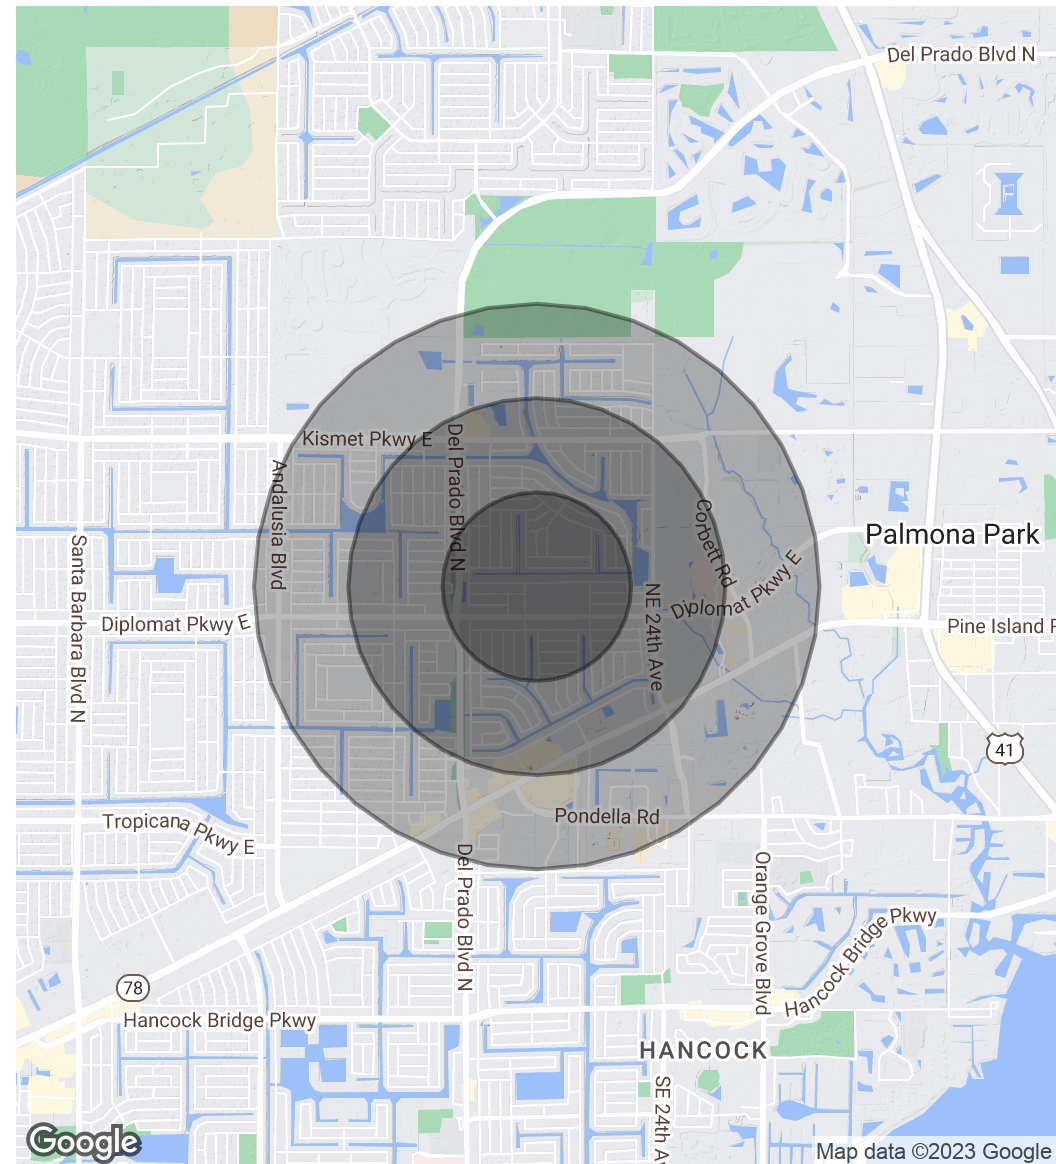 Del Prado Blvd N
Kismet Pkwy E
Del Prado Blvd N
Andalusia Blvd
Corbett Rd
Palmona Park
Santa Barbara Blvd N
Diplomat Pkwy E
NE 24th Ave
Diplomat Pkwy E
Pine Island R
41
Tropicana Pkwy E
Pondella Rd
Del Prado Blvd N
Orange Grove Blvd
Hancock Bridge Pkwy
78
Hancock Bridge Pkwy
HANCOCK
SE 24th Av
Google
Map data ©2023 Google